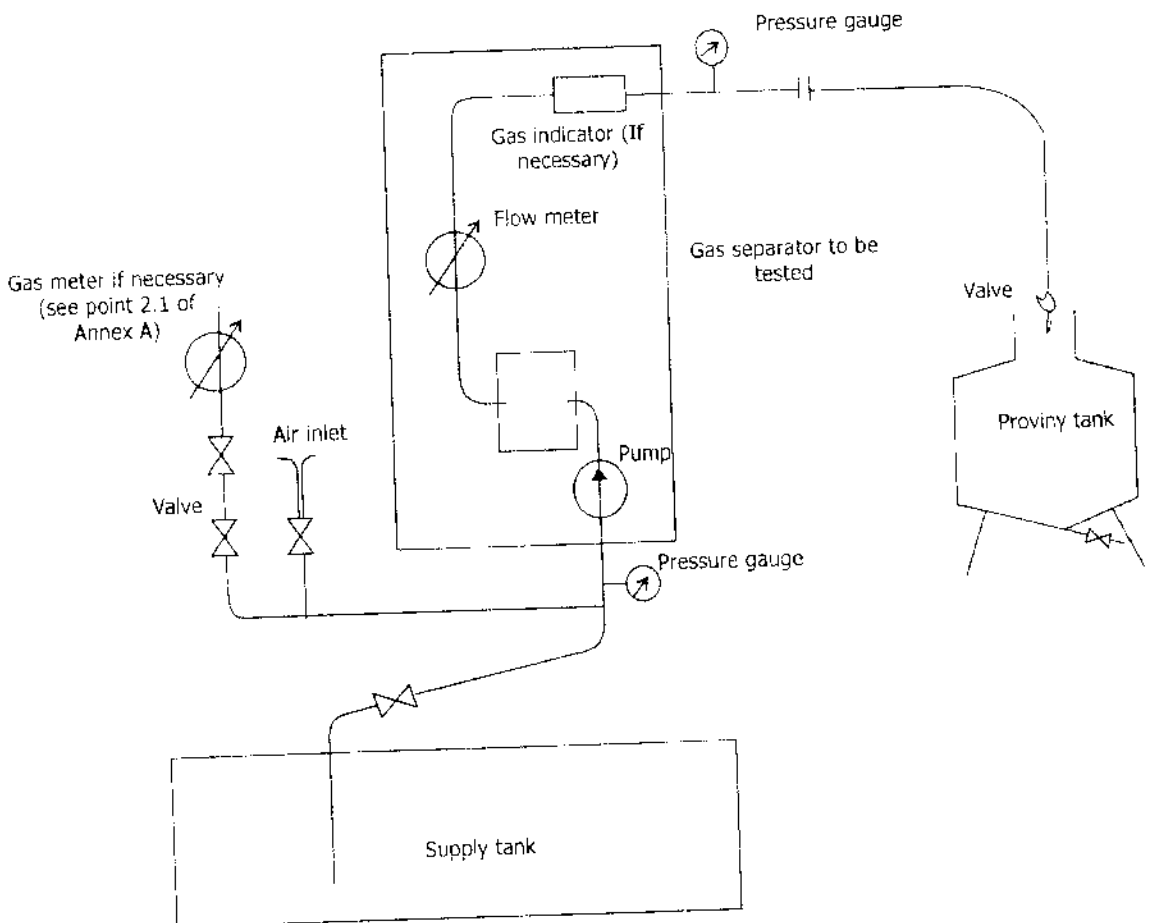 Pressure gauge
Gas indicator (If
necessary)
Flow meter
Gas separator to be
tested
Gas meter if necessary
(see point 2.1 of
Annex A)
Valve
Proviny tank
Air inlet
Pump
Valve
Pressure gauge
Supply tank